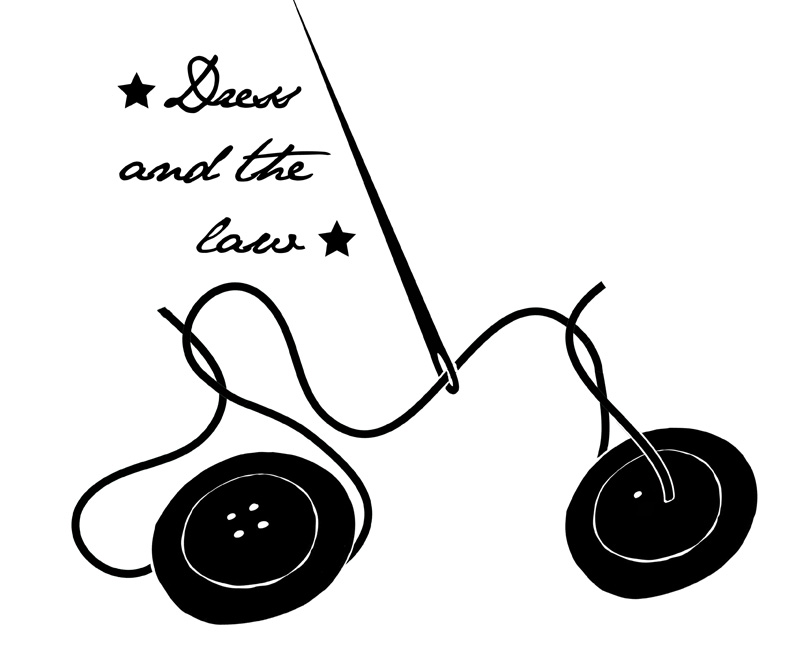 ★ Dress
and the
law ★